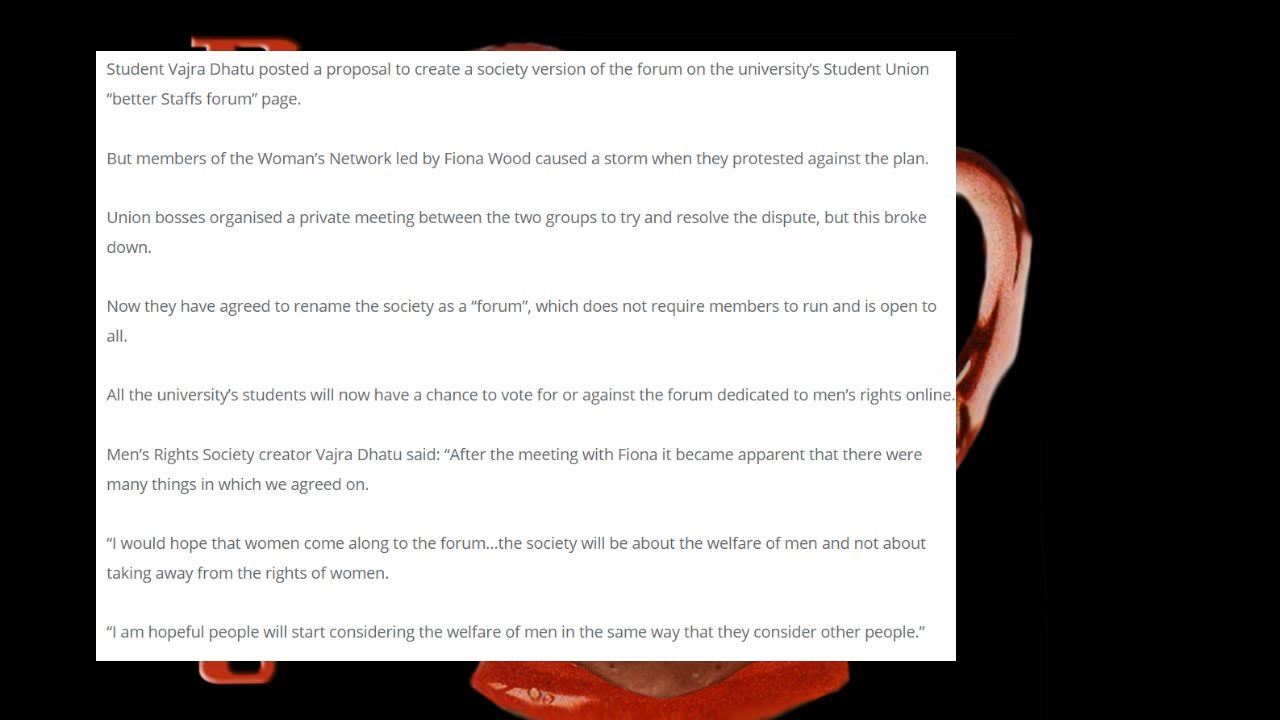 Student Vajra Dhatu posted a proposal to create a society version of the forum on the university’s Student Union
“better Staffs forum” page.
But members of the Woman’s Network led by Fiona Wood caused a storm when they protested against the plan.
Union bosses organised a private meeting between the two groups to try and resolve the dispute, but this broke
down.
Now they have agreed to rename the society as a “forum”, which does not require members to run and is open to
all.
All the university’s students will now have a chance to vote for or against the forum dedicated to men’s rights online.
Men’s Rights Society creator Vajra Dhatu said: “After the meeting with Fiona it became apparent that there were
many things in which we agreed on.
“I would hope that women come along to the forum...the society will be about the welfare of men and not about
taking away from the rights of women.
“I am hopeful people will start considering the welfare of men in the same way that they consider other people.”